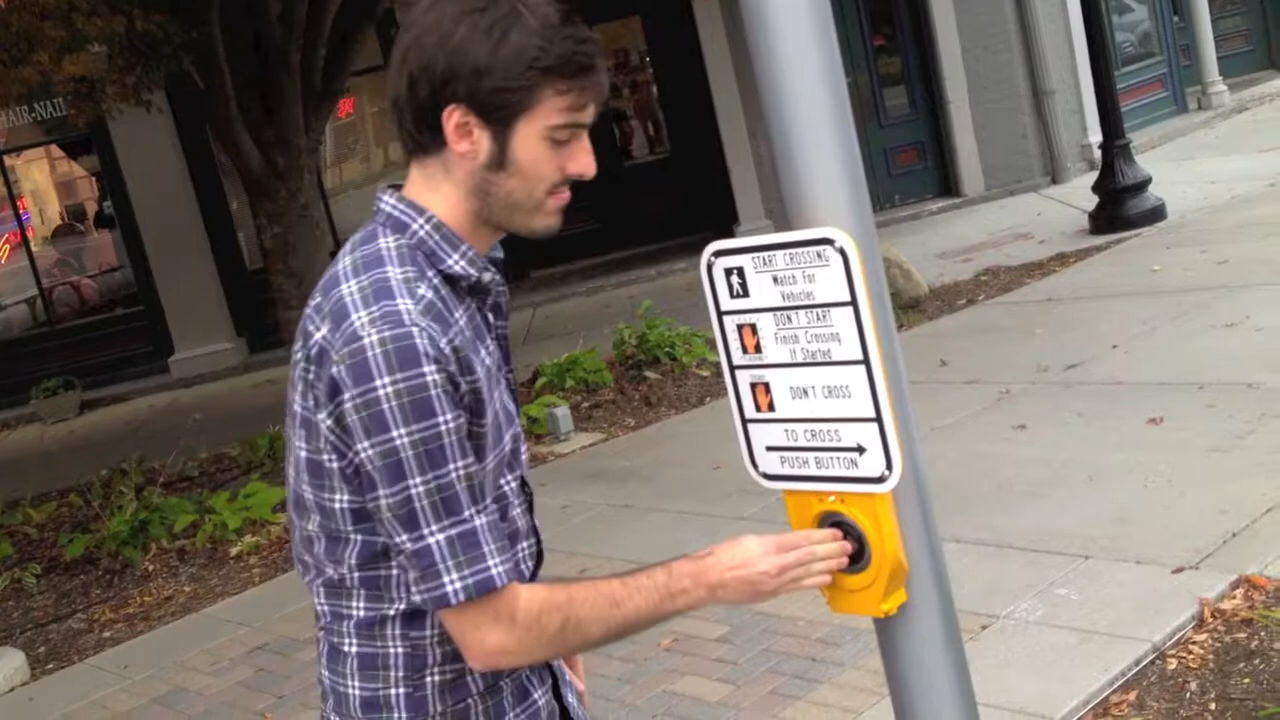 HAIR-NAIL
START CROSSING
Watch For
Vehicles
DON'T START
Finish Crossing
If Started
DON'T CROSS
TO CROSS
PUSH BUTTON